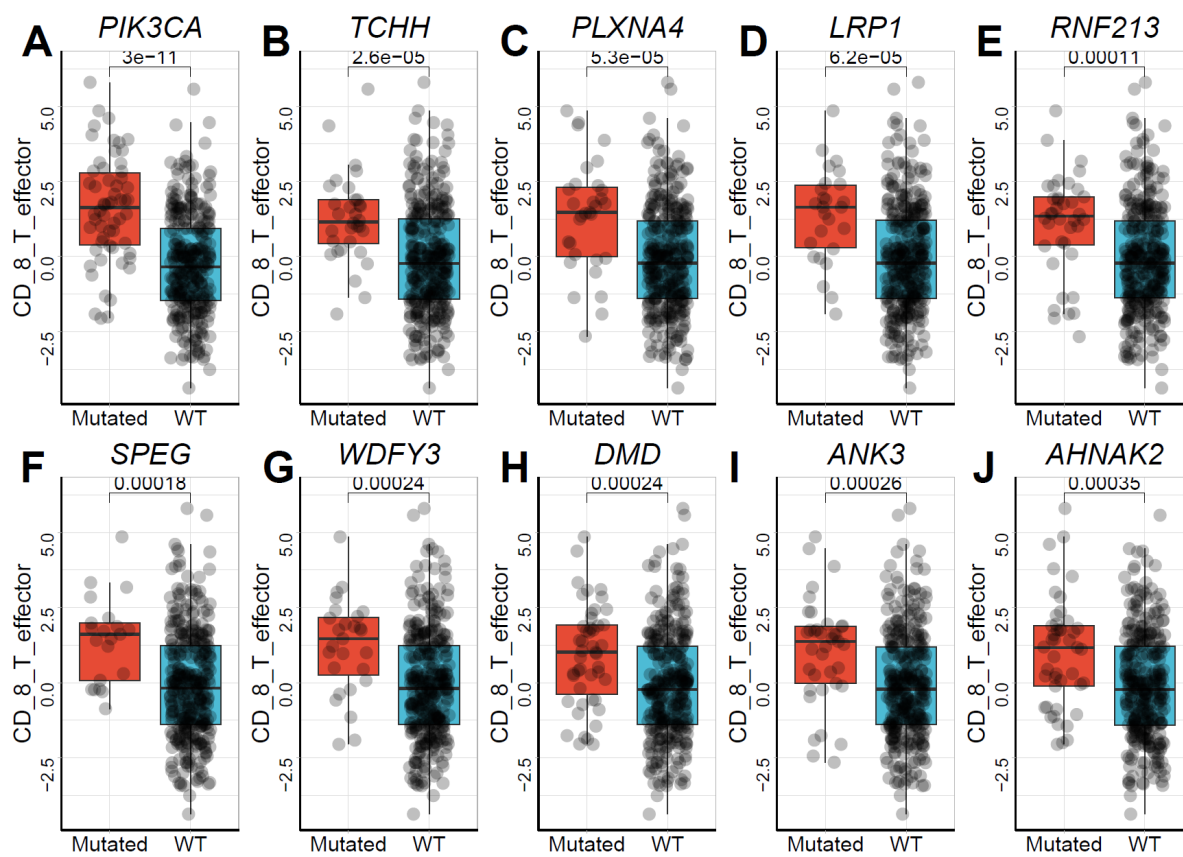 A PIK3CA B TCHH C PLXNA4 D LRP1 E RNF213
3e−11 2.6e−05 5.3e−05 6.2e−05 0.00011
CD_8_T_effector CD_8_T_effector CD_8_T_effector CD_8_T_effector CD_8_T_effector
5.0 5.0 5.0 5.0 5.0
2.5 2.5 2.5 2.5 2.5
0.0 0.0 0.0 0.0 0.0
−2.5 −2.5 −2.5 −2.5 −2.5
Mutated WT Mutated WT Mutated WT Mutated WT Mutated WT
F SPEG G WDFY3 H DMD I ANK3 J AHNAK2
0.00018 0.00024 0.00024 0.00026 0.00035
CD_8_T_effector CD_8_T_effector CD_8_T_effector CD_8_T_effector CD_8_T_effector
5.0 5.0 5.0 5.0 5.0
2.5 2.5 2.5 2.5 2.5
0.0 0.0 0.0 0.0 0.0
−2.5 −2.5 −2.5 −2.5 −2.5
Mutated WT Mutated WT Mutated WT Mutated WT Mutated WT